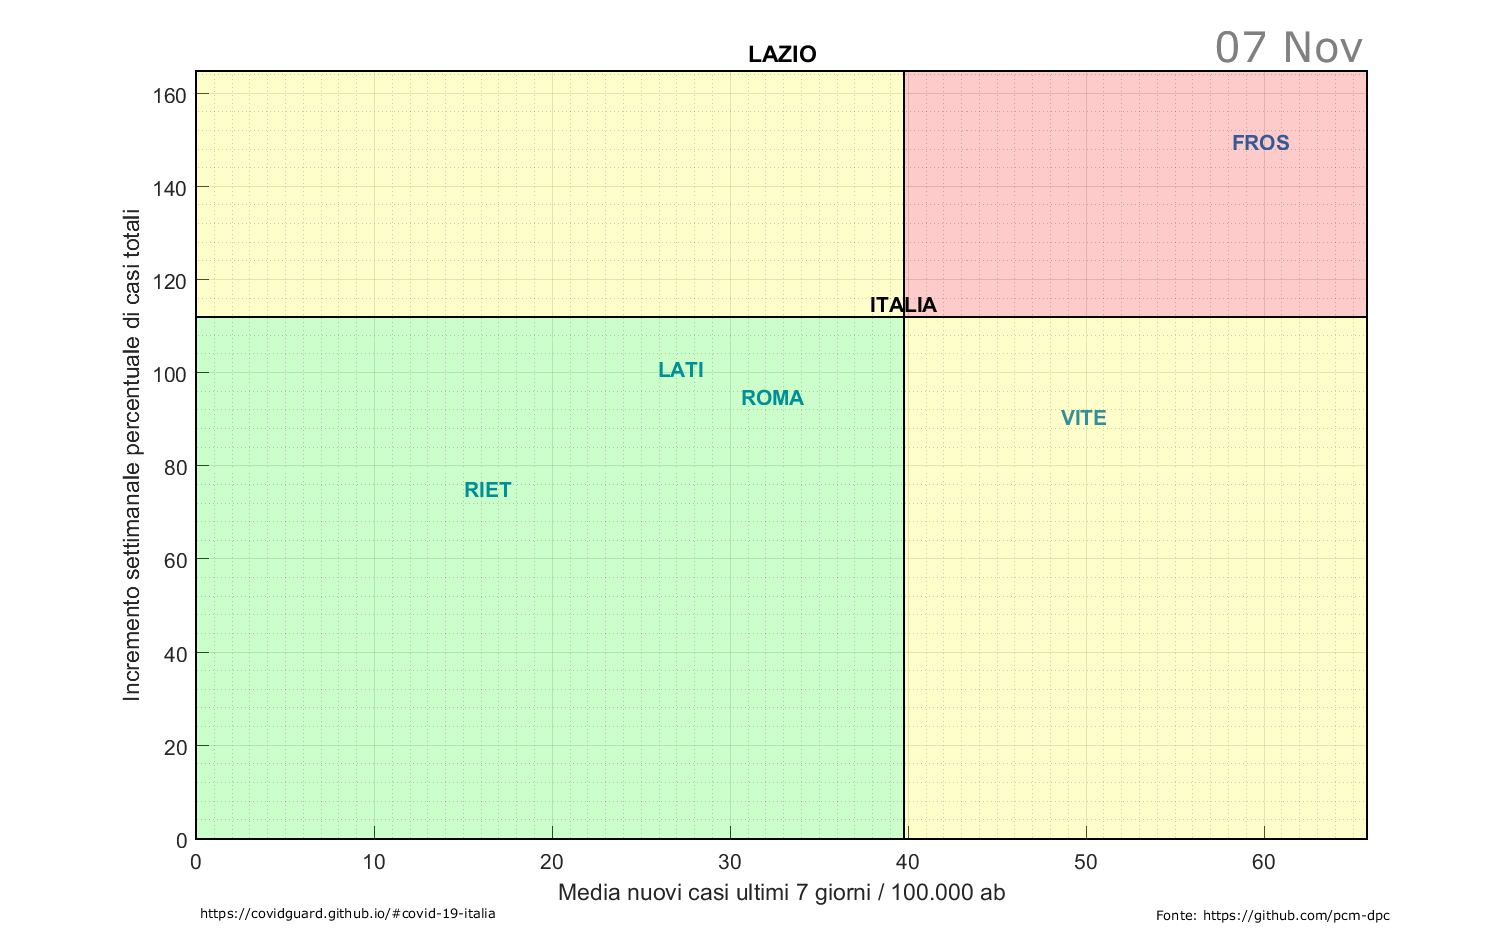 LAZIO
07 Nov
160
140
120
100
80
60
40
20
0
Incremento settimanale percentuale di casi totali
FROS
ITALIA
LATI
ROMA
VITE
RIET
0 10 20 30 40 50 60
Media nuovi casi ultimi 7 giorni / 100.000 ab
https://covidguard.github.io/#covid-19-italia
Fonte: https://github.com/pcm-dpc